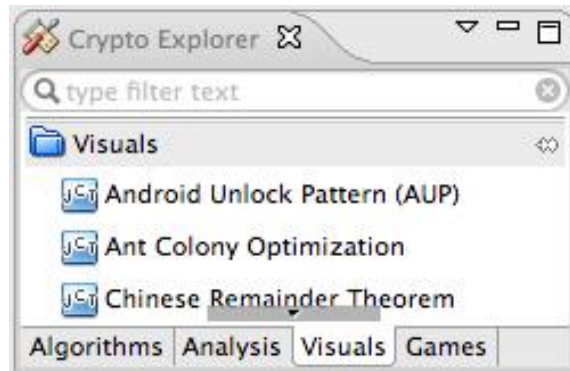 Crypto Explorer
type filter text
Visuals
Android Unlock Pattern (AUP)
Ant Colony Optimization
Chinese Remainder Theorem
Algorithms Analysis Visuals Games